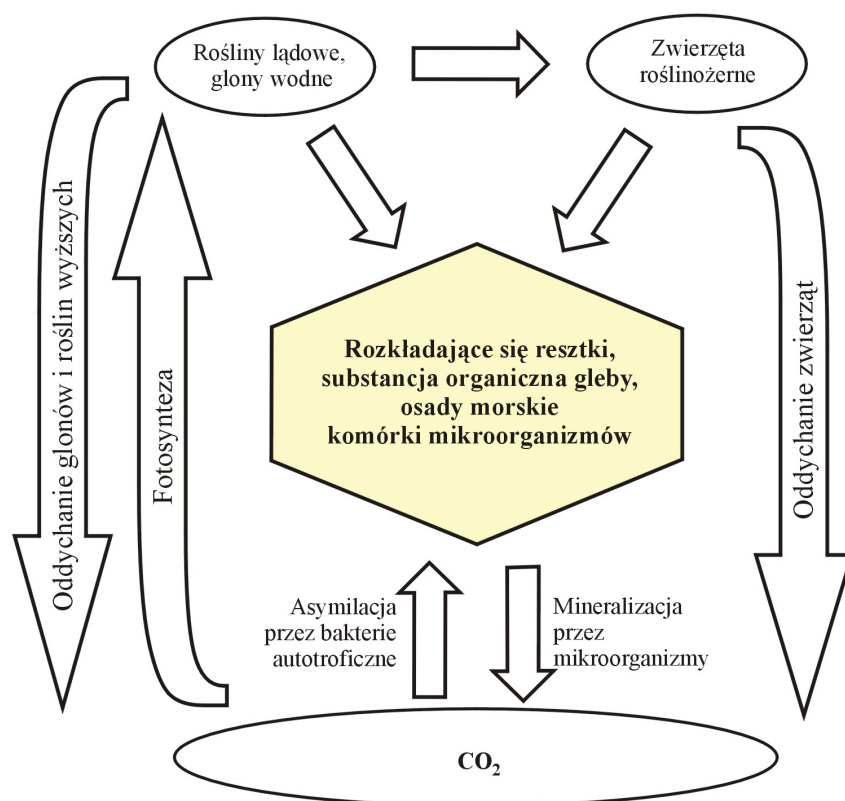 Rośliny lądowe,
glony wodne
Zwierzęta
roślinożerne
Oddychanie glonów i roślin wyższych
Fotosynteza
Rozkładające się resztki,
substancja organiczna gleby,
osady morskie
komórki mikroorganizmów
Oddychanie zwierząt
Asymilacja
przez bakterie
autotroficzne
Mineralizacja
przez
mikroorganizmy
CO₂